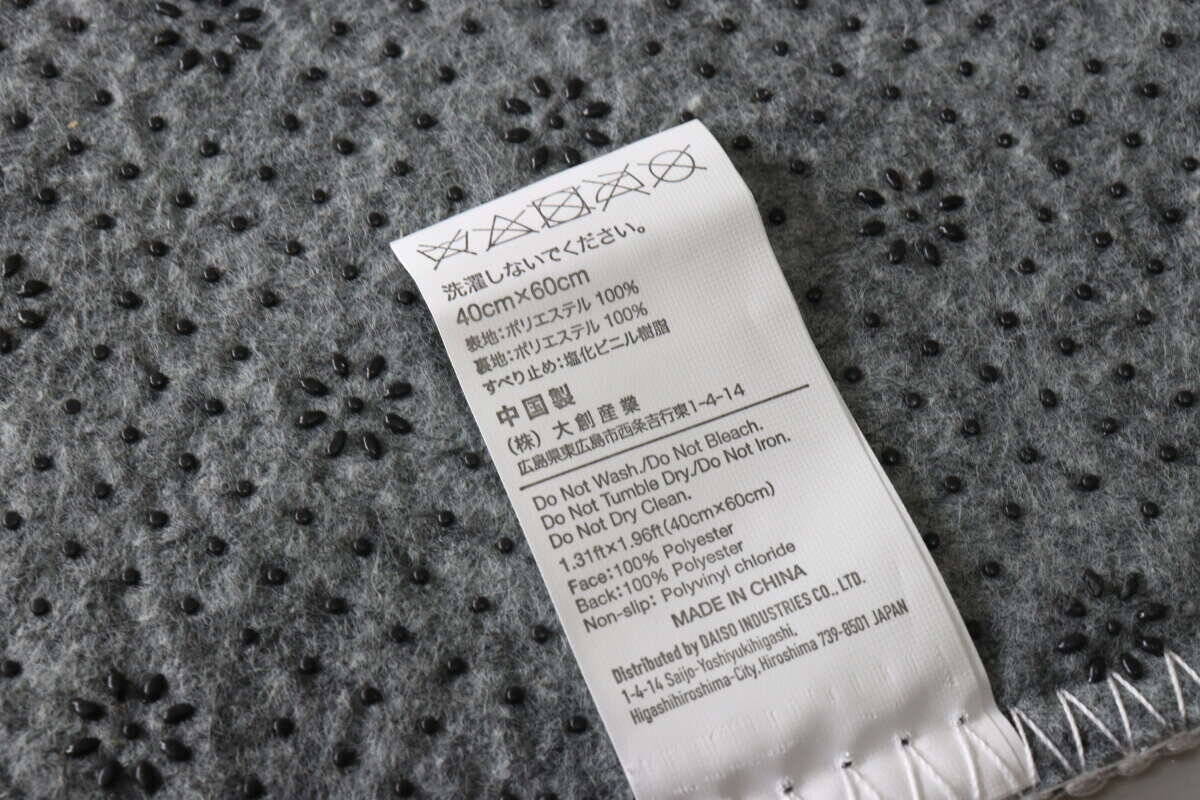 洗濯しないでください。
40cm×60cm
表地:ポリエステル 100%
裏地:ポリエステル 100%
すべり止め:塩化ビニル樹脂
中国製
(株) 大創産業
広島県東広島市西条吉行東1-4-14
Do Not Wash./Do Not Bleach.
Do Not Tumble Dry./Do Not Iron.
Do Not Dry Clean.
1.31ft×1.96ft(40cm×60cm)
Face:100% Polyester
Back:100% Polyester
Non-slip: Polyvinyl chloride
MADE IN CHINA
Distributed by DAISO INDUSTRIES CO., LTD.
1-4-14 Saijo-Yoshiyukihigashi,
Higashihiroshima-City, Hiroshima 739-8501 JAPAN